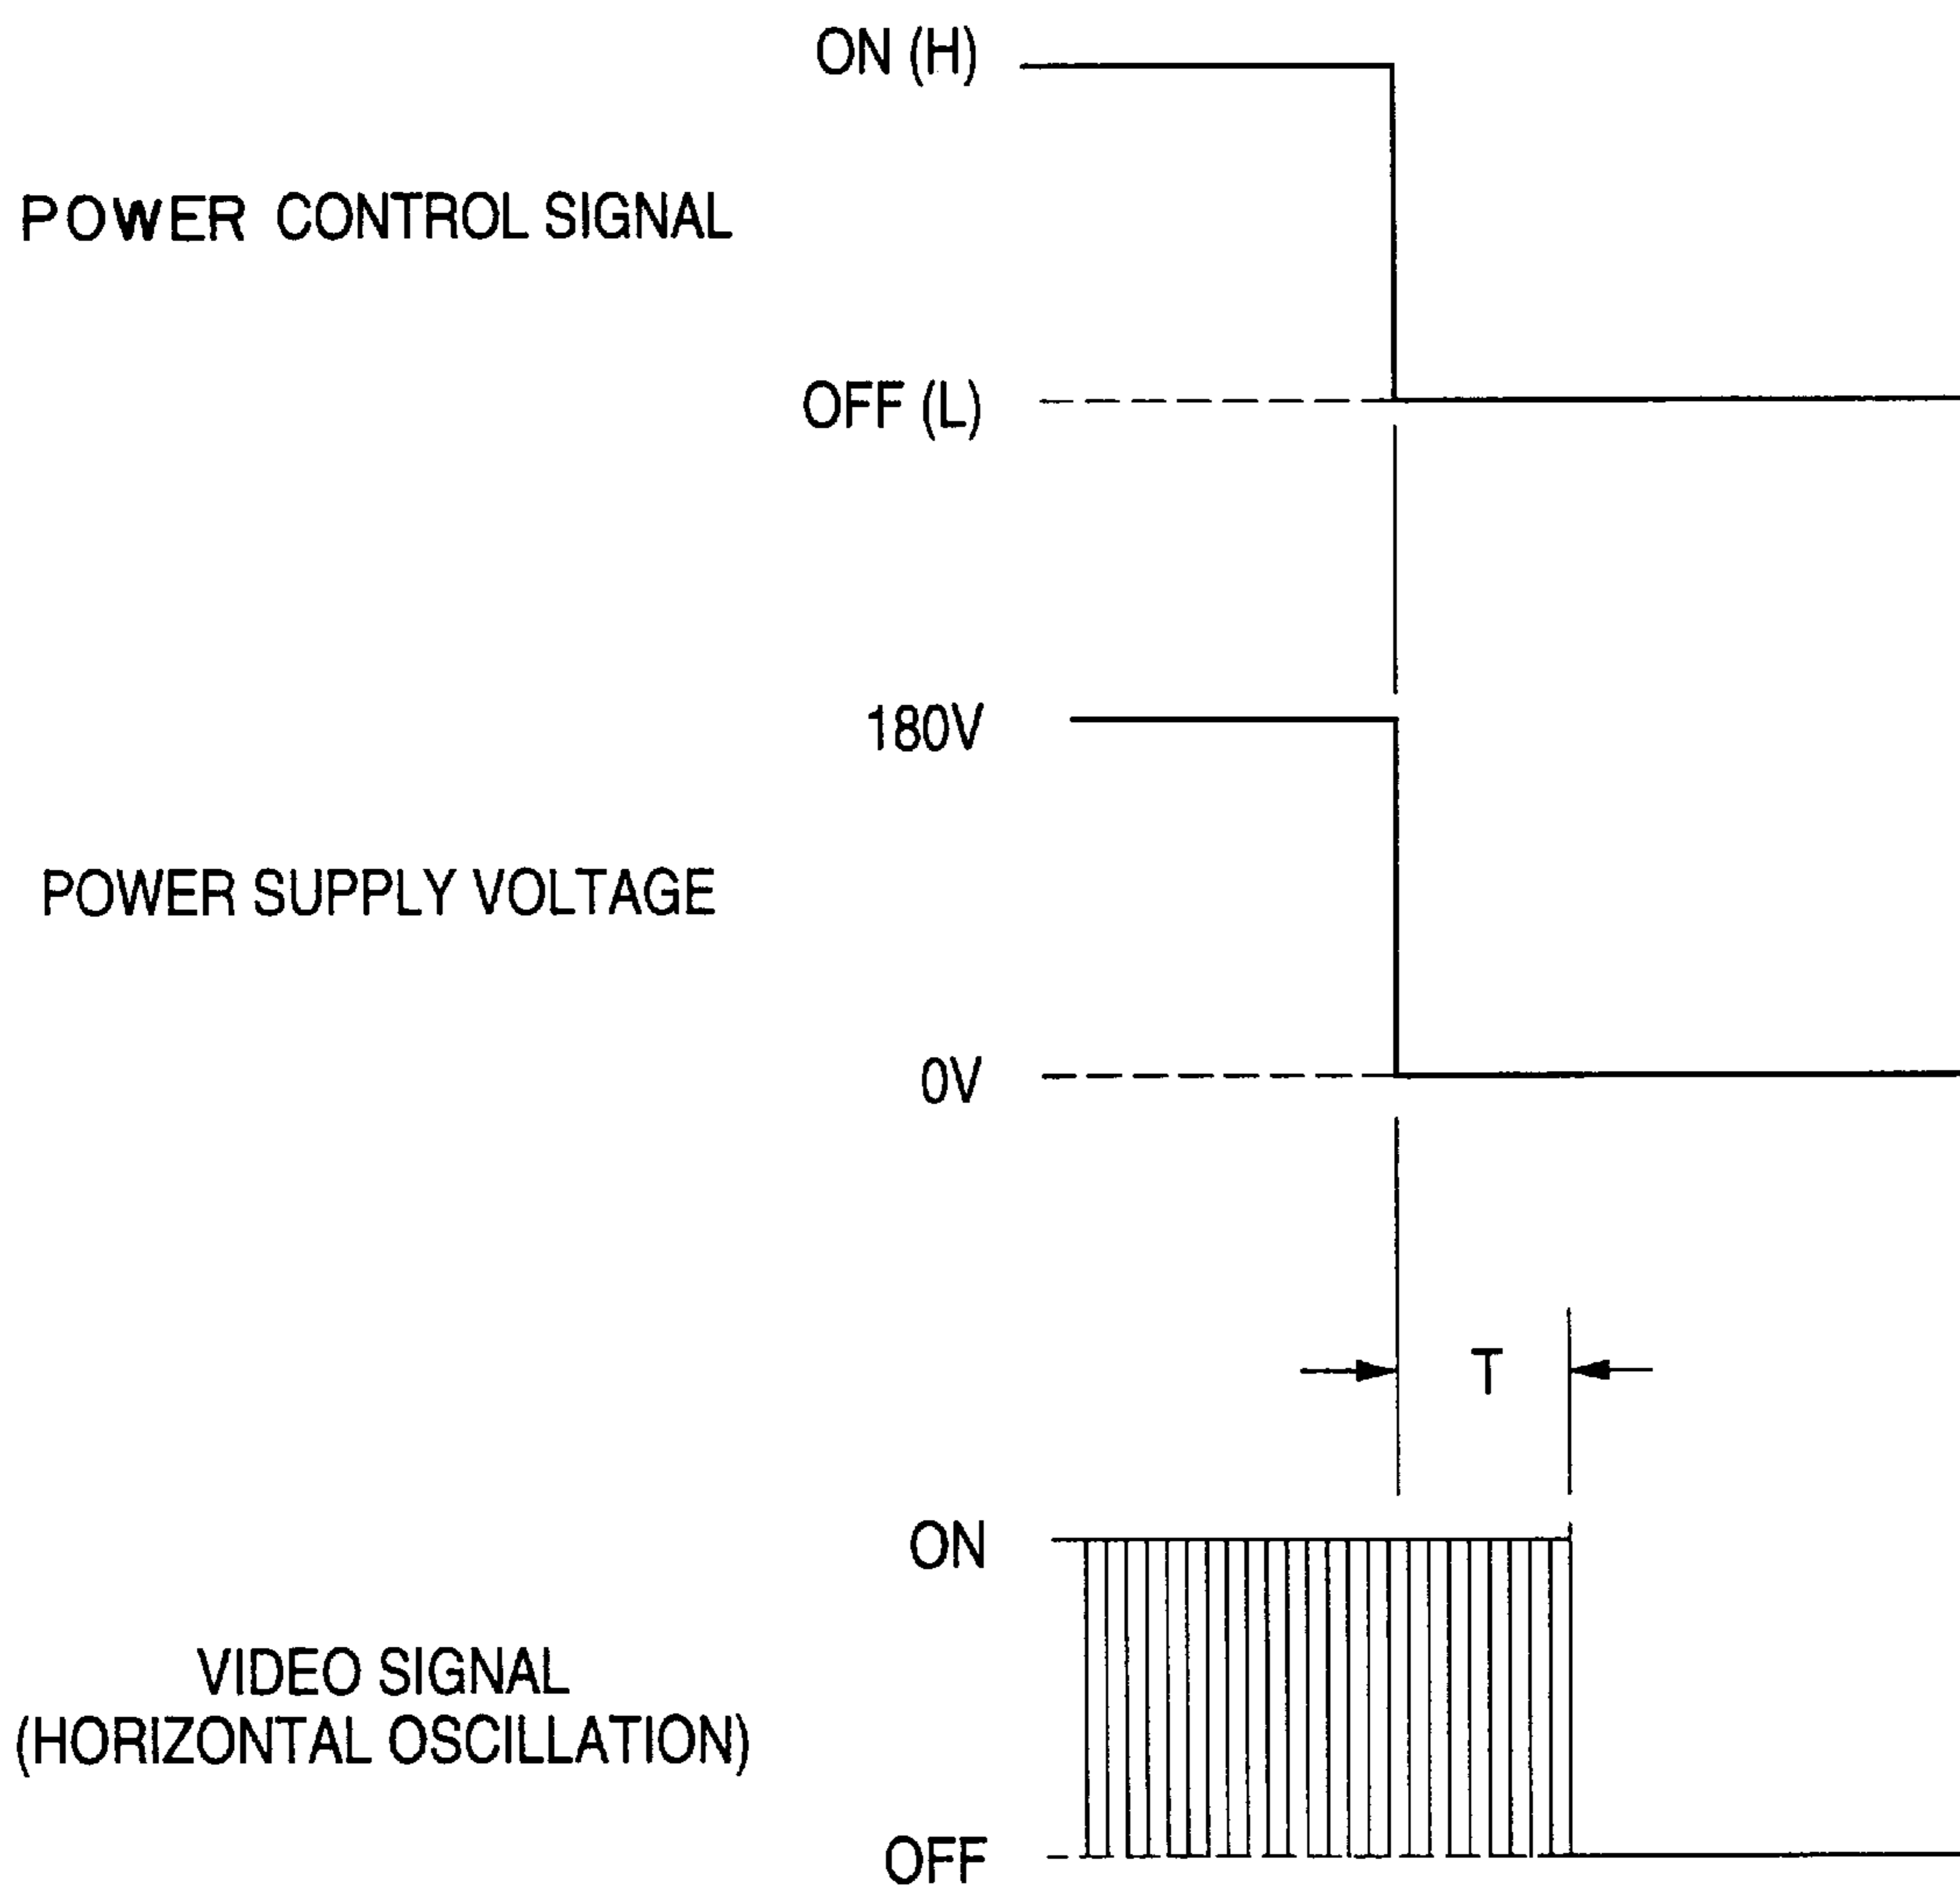 ON (H)
POWER CONTROL SIGNAL
OFF (L)
180V
POWER SUPPLY VOLTAGE
0V
T
ON
VIDEO SIGNAL
(HORIZONTAL OSCILLATION)
OFF